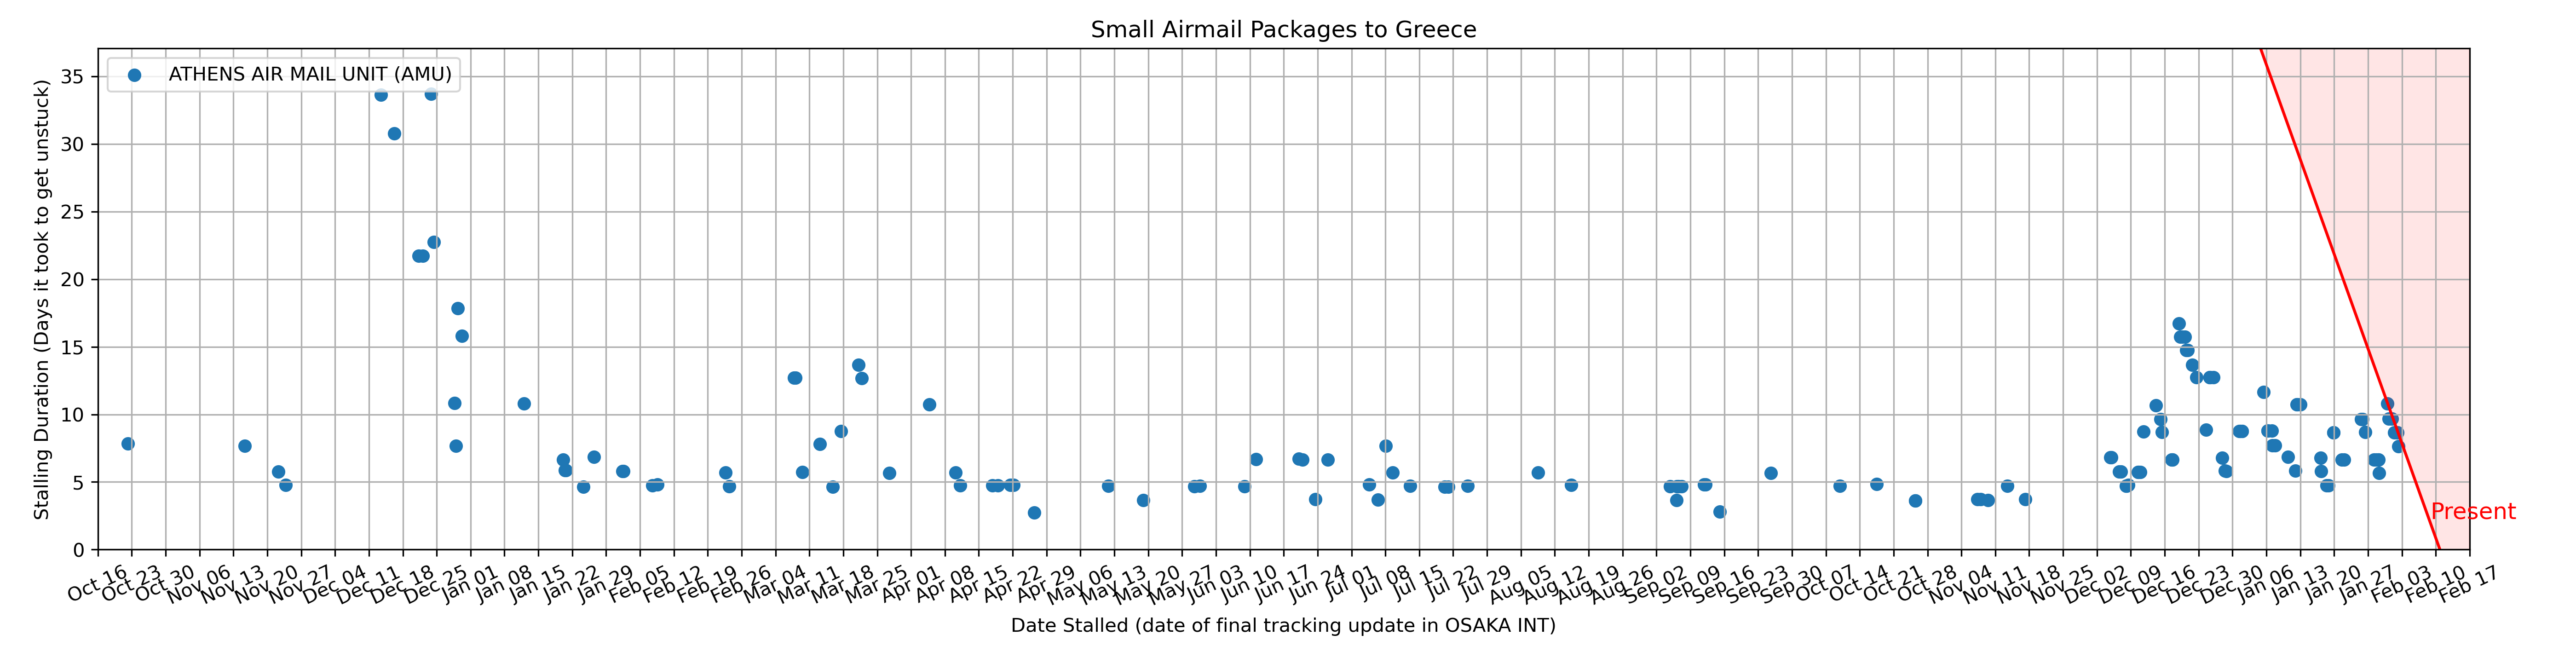 Small Airmail Packages to Greece
ATHENS AIR MAIL UNIT (AMU)
Stalling Duration (Days it took to get unstuck)
35
30
25
20
15
10
5
0
Present
Oct 16 Oct 23 Oct 30 Nov 06 Nov 13 Nov 20 Nov 27 Dec 04 Dec 11 Dec 18 Dec 25 Jan 01 Jan 08 Jan 15 Jan 22 Jan 29 Feb 05 Feb 12 Feb 19 Feb 26 Mar 04 Mar 11 Mar 18 Mar 25 Apr 01 Apr 08 Apr 15 Apr 22 Apr 29 May 06 May 13 May 20 May 27 Jun 03 Jun 10 Jun 17 Jun 24 Jul 01 Jul 08 Jul 15 Jul 22 Jul 29 Aug 05 Aug 12 Aug 19 Aug 26 Sep 02 Sep 09 Sep 16 Sep 23 Sep 30 Oct 07 Oct 14 Oct 21 Oct 28 Nov 04 Nov 11 Nov 18 Nov 25 Dec 02 Dec 09 Dec 16 Dec 23 Dec 30 Jan 06 Jan 13 Jan 20 Jan 27 Feb 03 Feb 10 Feb 17
Date Stalled (date of final tracking update in OSAKA INT)